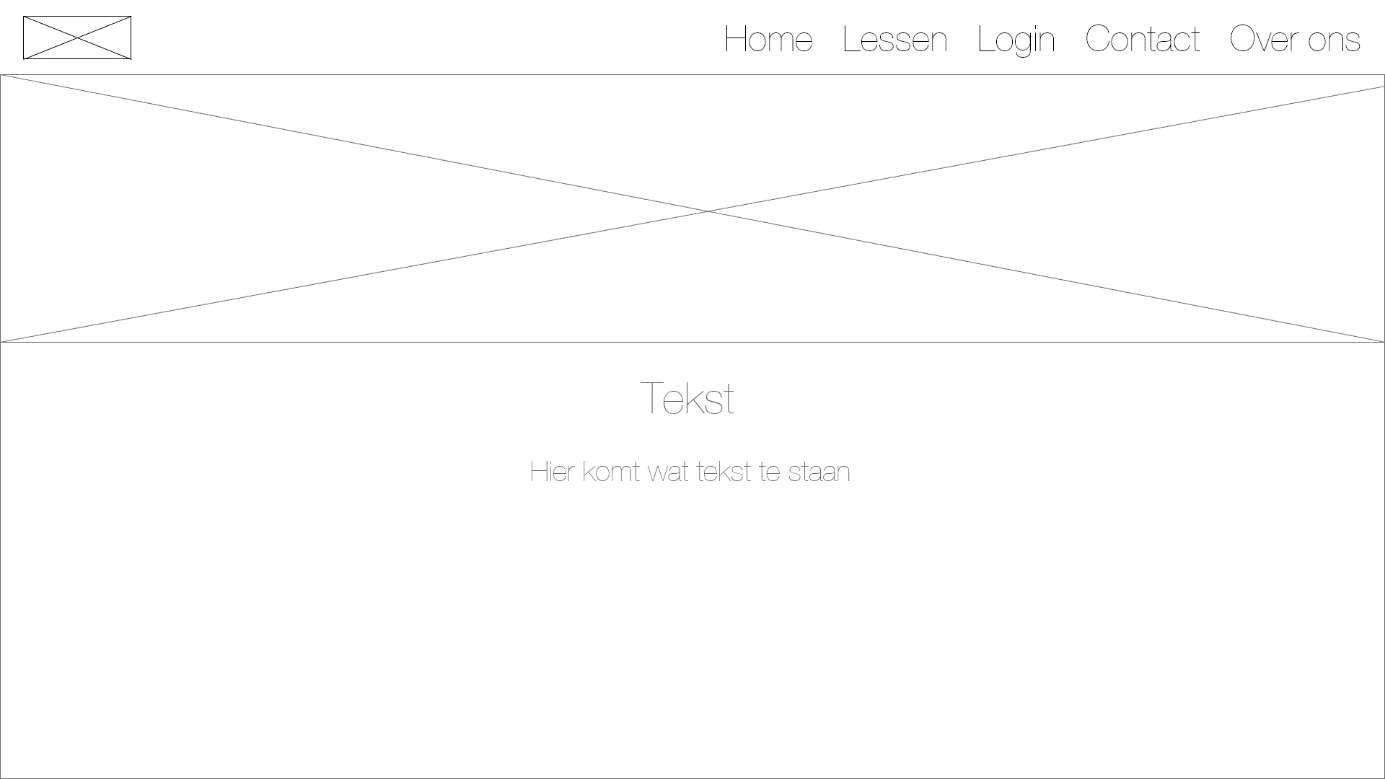 Home Lessen Login Contact Over ons
Tekst
Hier komt wat tekst te staan